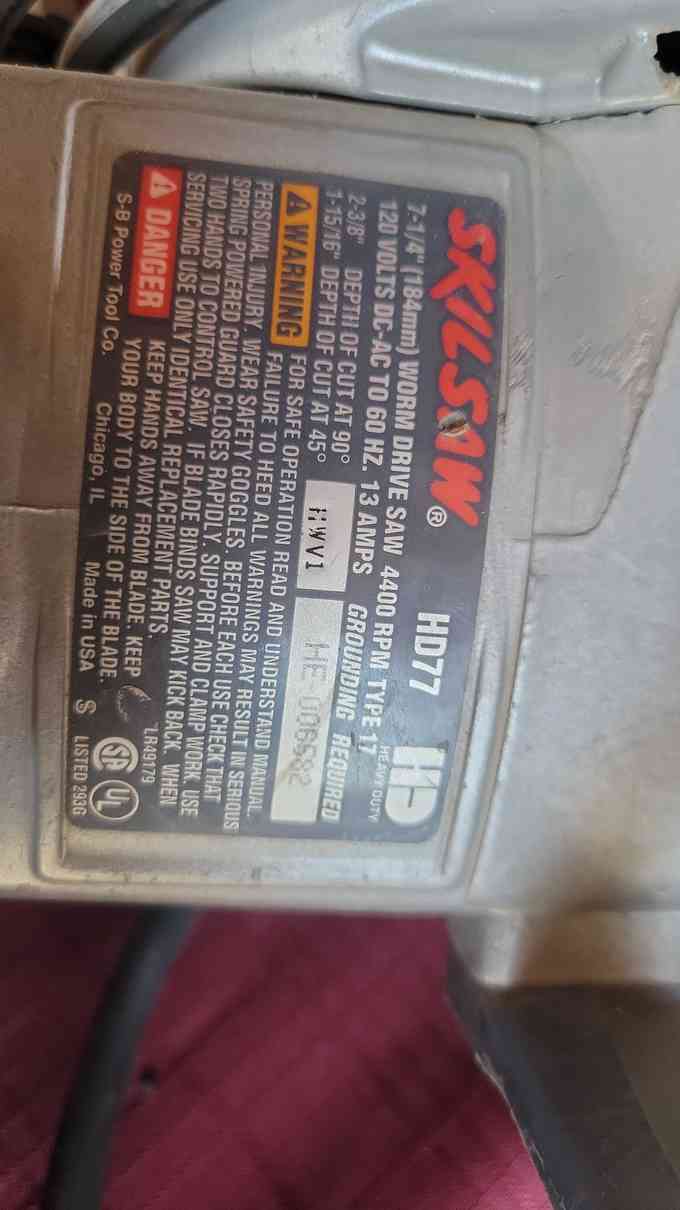 SKILSAW® HD77 HD
HEAVY DUTY
7-1/4" (184mm) WORM DRIVE SAW 4400 RPM TYPE 17
120 VOLTS DC-AC TO 60 HZ. 13 AMPS GROUNDING REQUIRED
2-3/8" DEPTH OF CUT AT 90°
1-15/16" DEPTH OF CUT AT 45°
HWV1
WARNING FOR SAFE OPERATION READ AND UNDERSTAND MANUAL.
FAILURE TO HEED ALL WARNINGS MAY RESULT IN SERIOUS
PERSONAL INJURY. WEAR SAFETY GOGGLES. BEFORE EACH USE CHECK THAT
SPRING POWERED GUARD CLOSES RAPIDLY. SUPPORT AND CLAMP WORK. USE
TWO HANDS TO CONTROL SAW. IF BLADE BINDS SAW MAY KICK BACK. WHEN
SERVICING USE ONLY IDENTICAL REPLACEMENT PARTS.
DANGER KEEP HANDS AWAY FROM BLADE. KEEP
YOUR BODY TO THE SIDE OF THE BLADE.
LR49179
S-B Power Tool Co. Chicago, IL Made in USA S LISTED 293G
SA UL